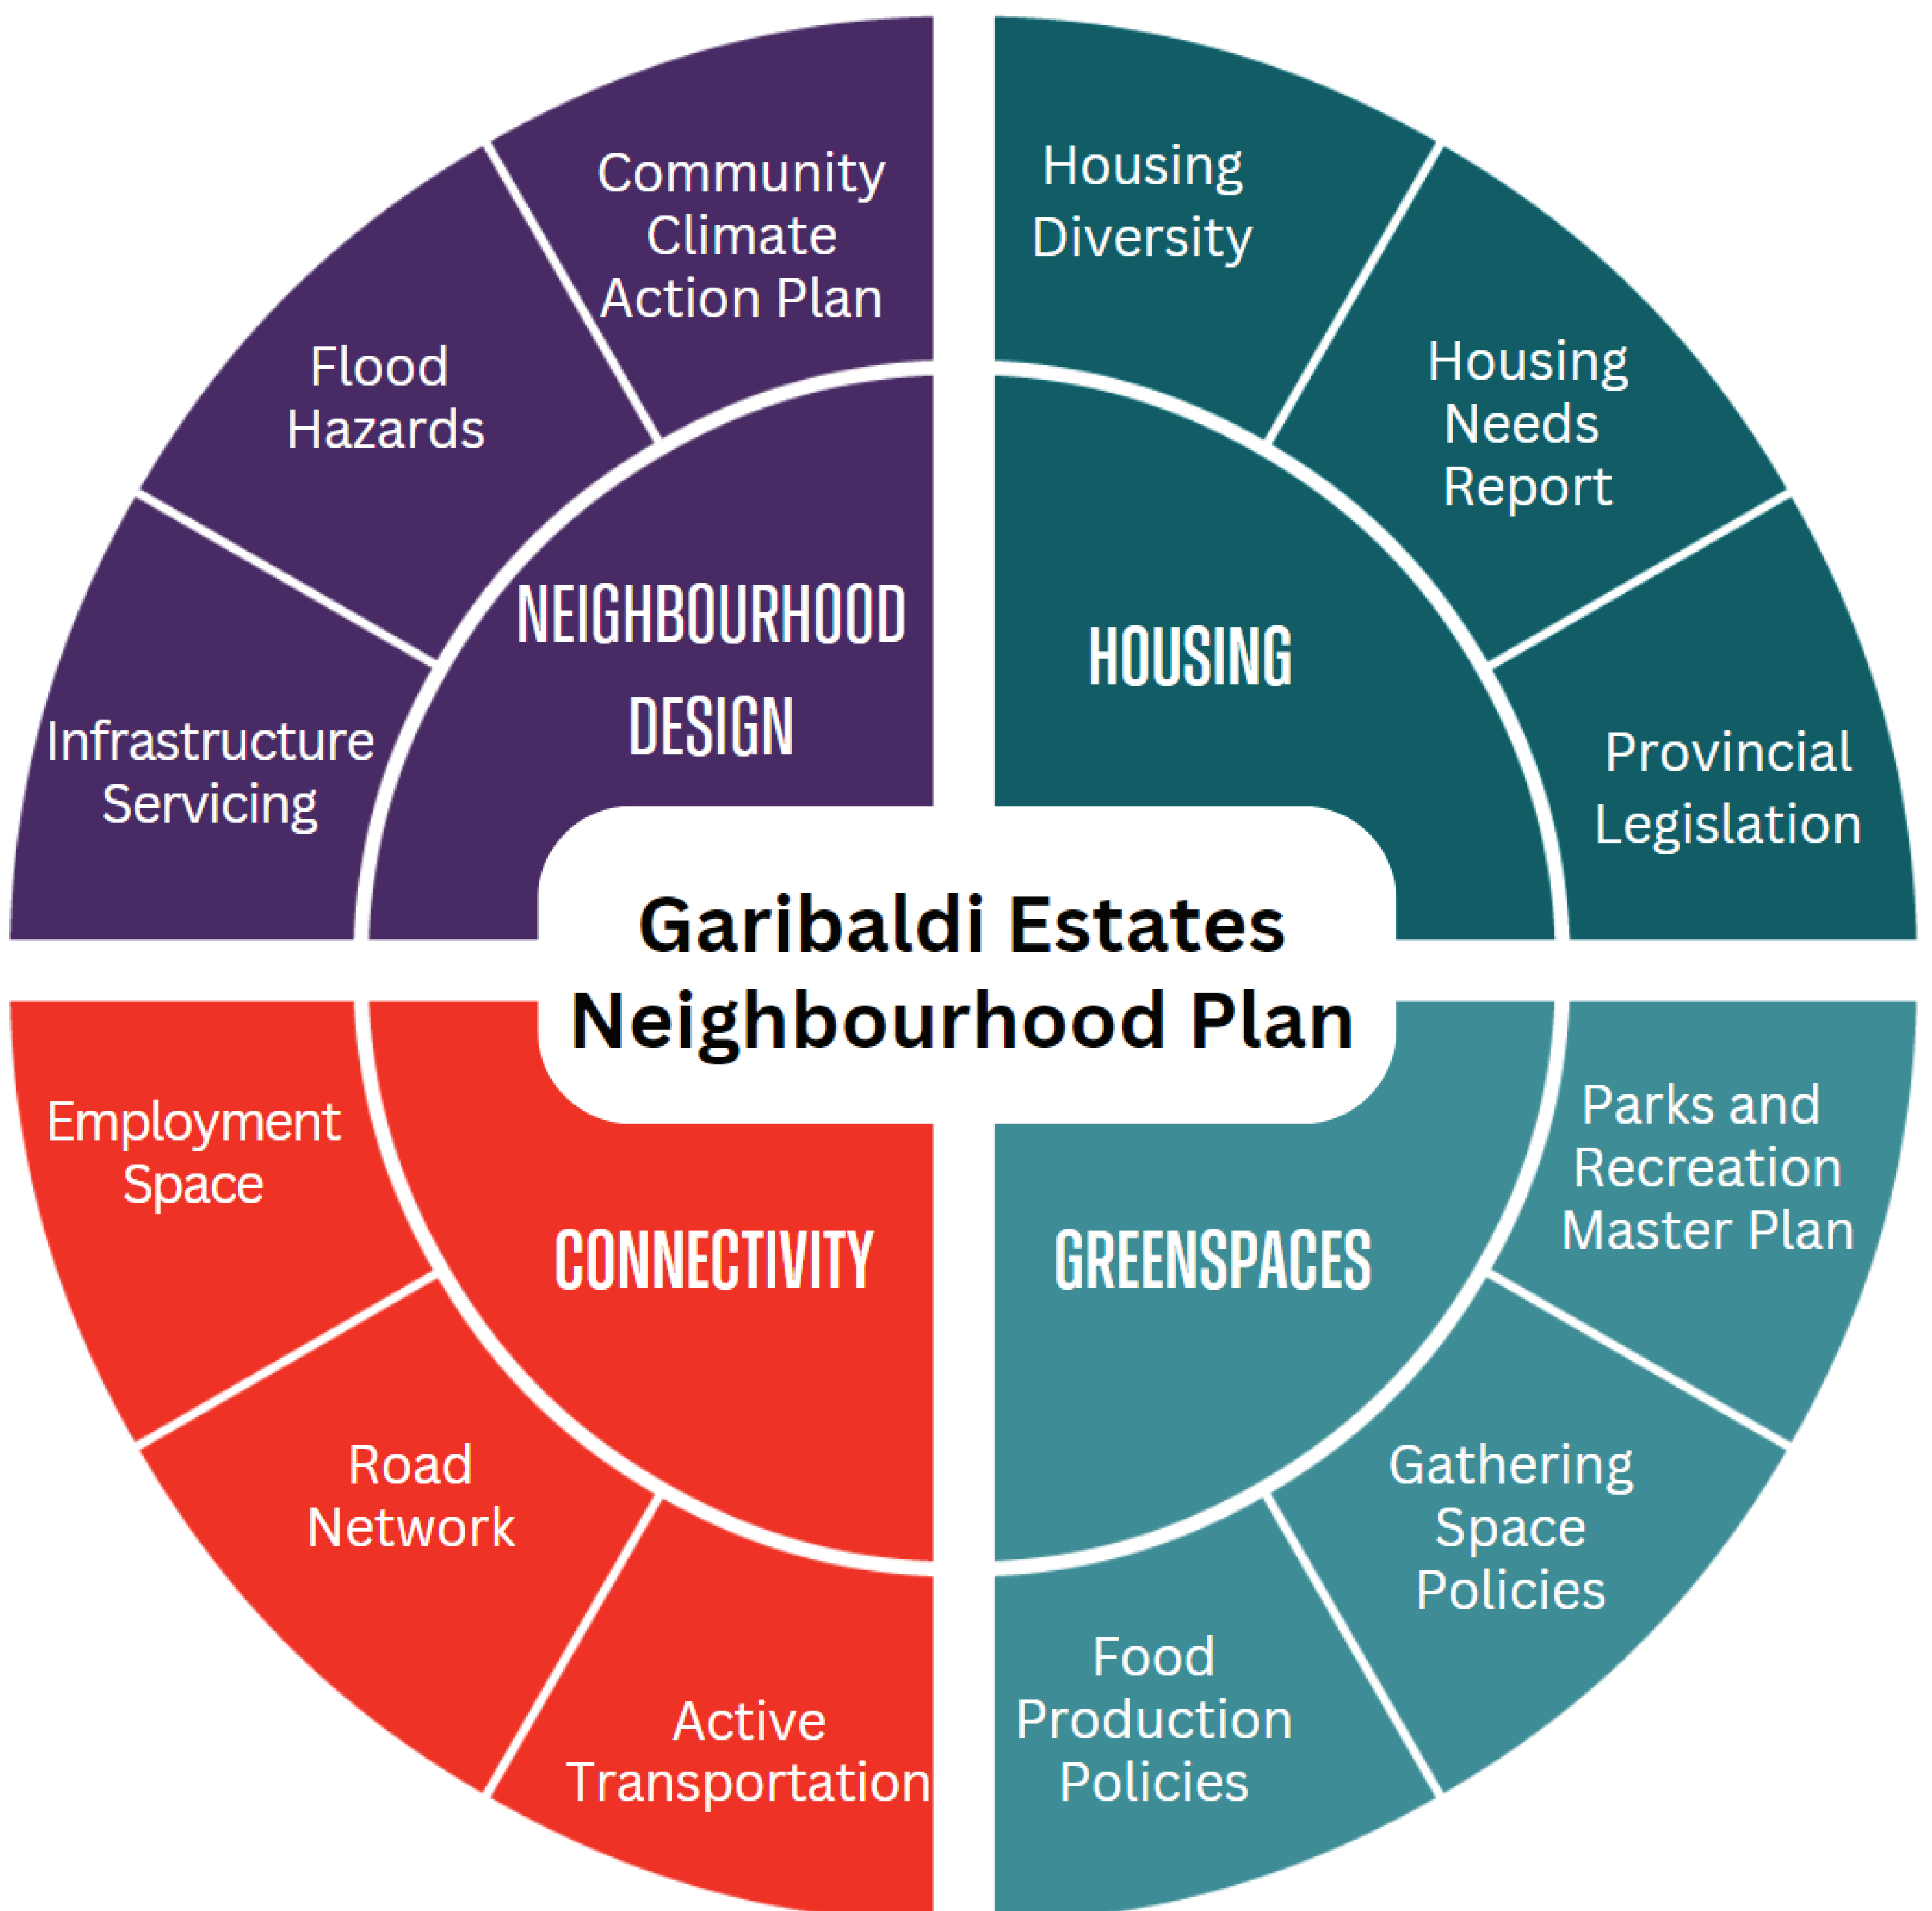 Community
Climate
Action Plan
Flood
Hazards
Infrastructure
Servicing
NEIGHBOURHOOD
DESIGN
Housing
Diversity
Housing
Needs
Report
Provincial
Legislation
HOUSING
Garibaldi Estates
Neighbourhood Plan
Employment
Space
Road
Network
Active
Transportation
CONNECTIVITY
GREENSPACES
Parks and
Recreation
Master Plan
Gathering
Space
Policies
Food
Production
Policies